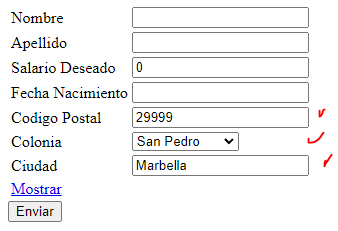 Nombre
Apellido
Salario Deseado 0
Fecha Nacimiento
Codigo Postal 29999
Colonia San Pedro
Ciudad Marbella
Mostrar
Enviar